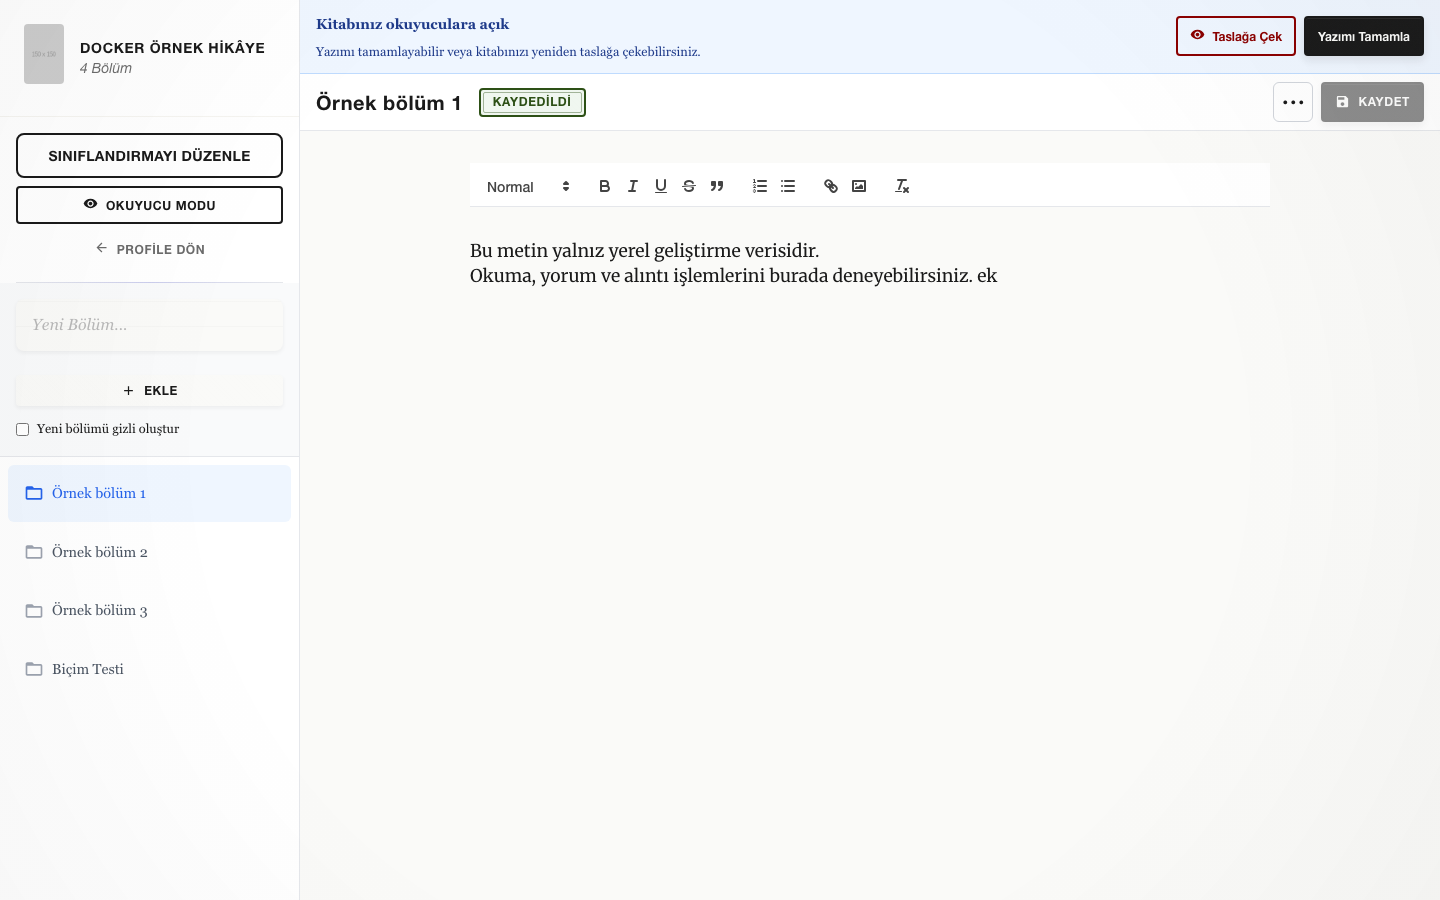 150 x 150
DOCKER ÖRNEK HİKÂYE
4 Bölüm
SINIFLANDIRMAYI DÜZENLE
OKUYUCU MODU
PROFİLE DÖN
Yeni Bölüm...
EKLE
Yeni bölümü gizli oluştur
Örnek bölüm 1
Örnek bölüm 2
Örnek bölüm 3
Biçim Testi
Kitabınız okuyuculara açık
Yazımı tamamlayabilir veya kitabınızı yeniden taslağa çekebilirsiniz.
Taslağa Çek
Yazımı Tamamla
Örnek bölüm 1
KAYDEDİLDİ
KAYDET
Normal
Bu metin yalnız yerel geliştirme verisidir.
Okuma, yorum ve alıntı işlemlerini burada deneyebilirsiniz. ek